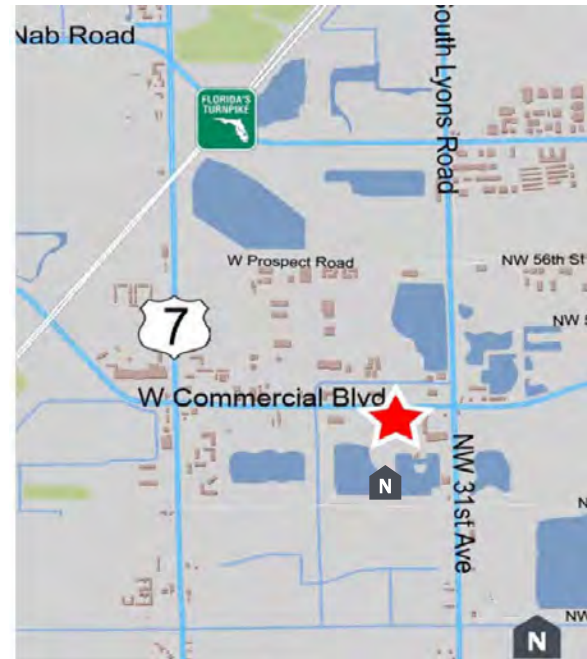 Nab Road
FLORIDA'S
TURNPIKE
South Lyons Road
W Prospect Road
NW 56th St
7
NW 5
W Commercial Blvd
N
NW 31st Ave
N
NW
N